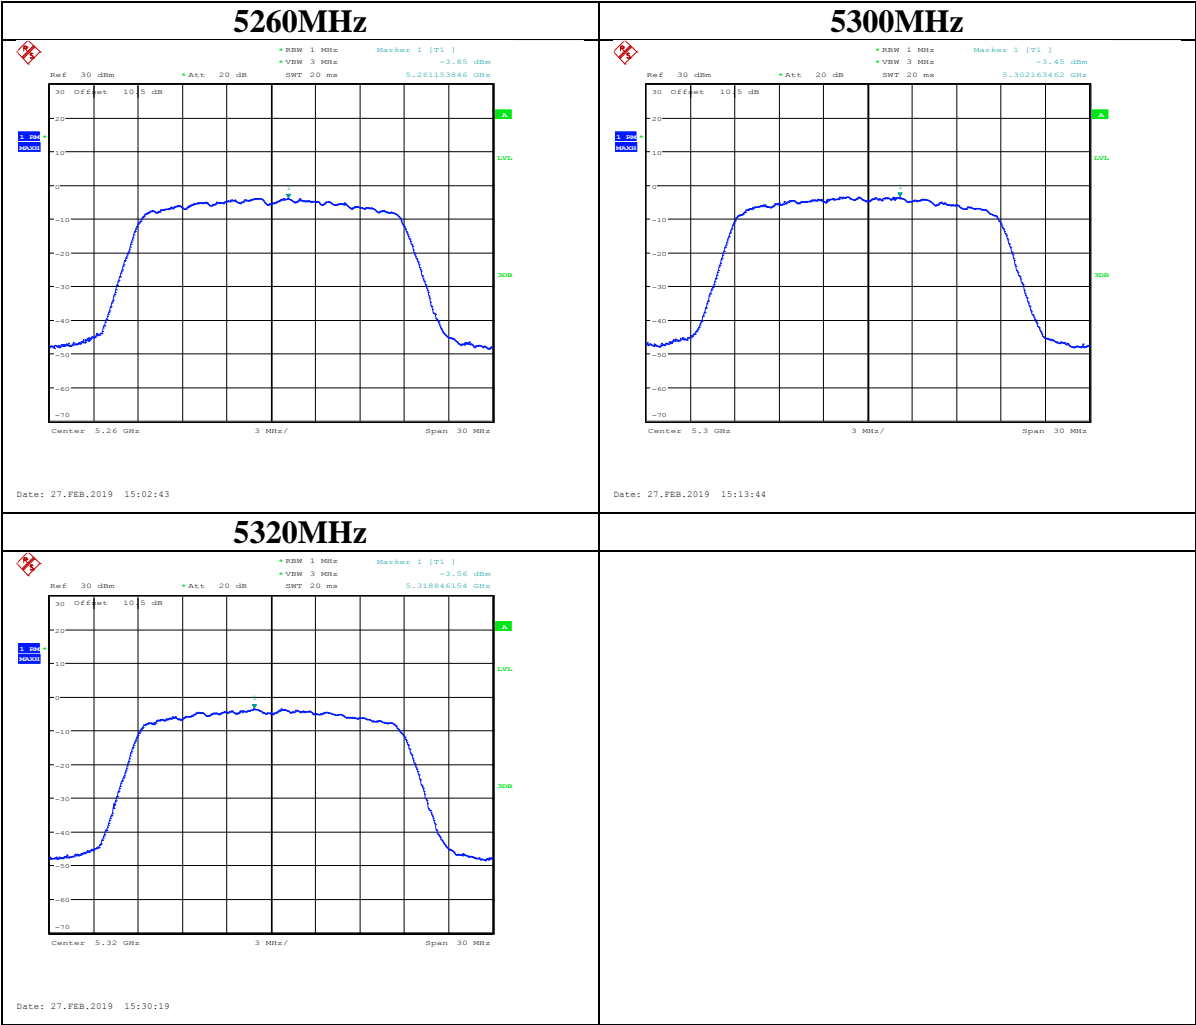 5260MHz
R S
*RBW 1 MHz Marker 1 [T1 ]
*VBW 3 MHz -3.85 dBm
Ref 30 dBm *Att 20 dB SWT 20 ms 5.261153846 GHz
30 Offset 10.5 dB
A
20
1 RM *
MAXH
10
LVL
0
1
-10
-20
3DB
-30
-40
-50
-60
-70
Center 5.26 GHz 3 MHz/ Span 30 MHz
Date: 27.FEB.2019 15:02:43
5300MHz
R S
*RBW 1 MHz Marker 1 [T1 ]
*VBW 3 MHz -3.45 dBm
Ref 30 dBm *Att 20 dB SWT 20 ms 5.302163462 GHz
30 Offset 10.5 dB
A
20
1 RM *
MAXH
10
LVL
0
1
-10
-20
3DB
-30
-40
-50
-60
-70
Center 5.3 GHz 3 MHz/ Span 30 MHz
Date: 27.FEB.2019 15:13:44
5320MHz
R S
*RBW 1 MHz Marker 1 [T1 ]
*VBW 3 MHz -3.56 dBm
Ref 30 dBm *Att 20 dB SWT 20 ms 5.318846154 GHz
30 Offset 10.5 dB
A
20
1 RM *
MAXH
10
LVL
0
1
-10
-20
3DB
-30
-40
-50
-60
-70
Center 5.32 GHz 3 MHz/ Span 30 MHz
Date: 27.FEB.2019 15:30:19